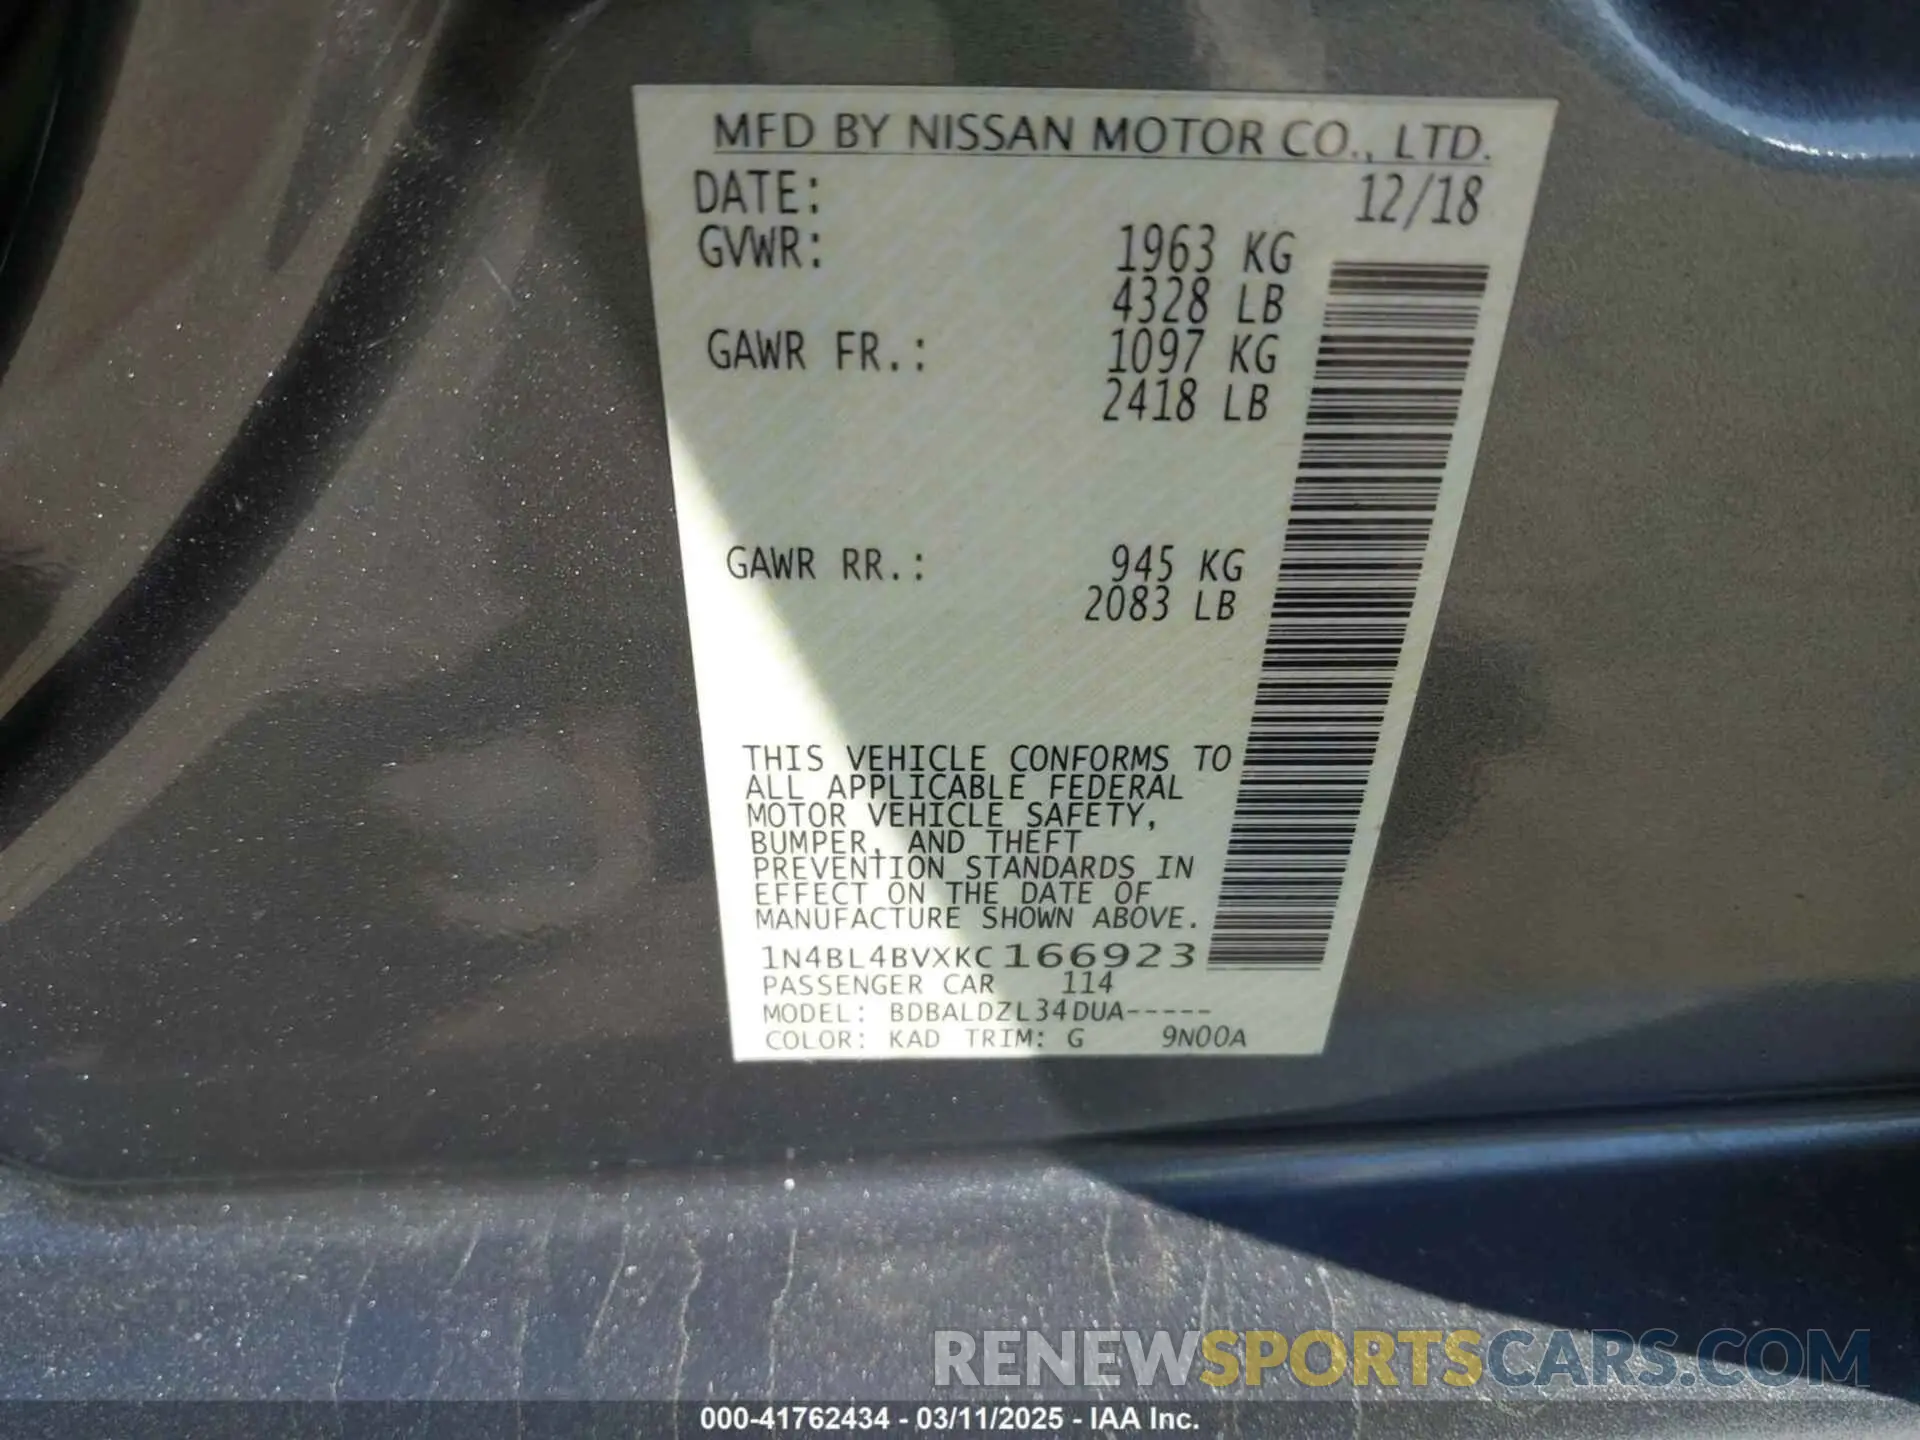 MFD BY NISSAN MOTOR CO., LTD.
DATE: 12/18
GVWR: 1963 KG
4328 LB
GAWR FR.: 1097 KG
2418 LB
GAWR RR.: 945 KG
2083 LB
THIS VEHICLE CONFORMS TO
ALL APPLICABLE FEDERAL
MOTOR VEHICLE SAFETY,
BUMPER, AND THEFT
PREVENTION STANDARDS IN
EFFECT ON THE DATE OF
MANUFACTURE SHOWN ABOVE.
1N4BL4BVXKC166923
PASSENGER CAR 114
MODEL: BDBALDZL34DUA-----
COLOR: KAD TRIM: G 9N00A
RENEWSPORTSCARS.COM
000-41762434 - 03/11/2025 - IAA Inc.